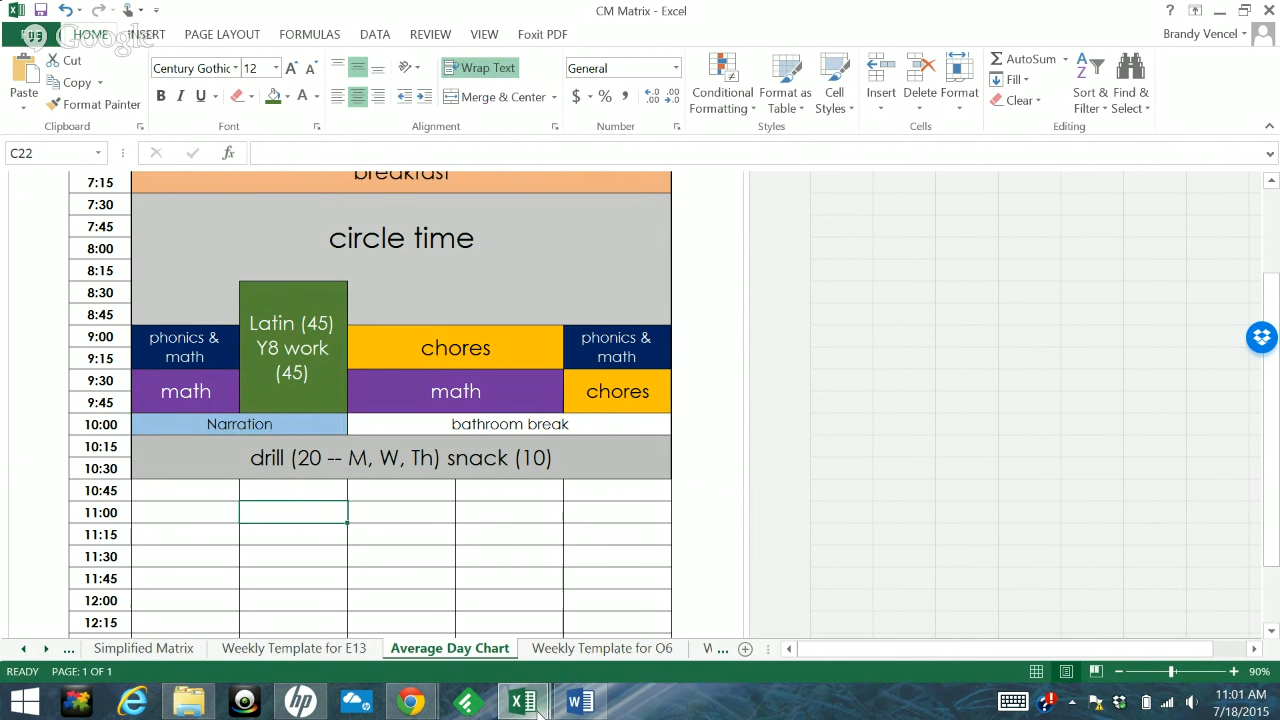 CM Matrix - Excel
Brandy Vencel
FILE HOME INSERT PAGE LAYOUT FORMULAS DATA REVIEW VIEW Foxit PDF
Google
Paste
Cut
Copy
Format Painter
Clipboard
Century Gothic 12
B I U
Font
Wrap Text
Merge & Center
Alignment
General
$ % ,
Number
Conditional Formatting
Format as Table
Cell Styles
Styles
Insert
Delete
Format
Cells
AutoSum
Fill
Clear
Sort & Filter
Find & Select
Editing
C22
fx
7:15 breakfast
7:30
7:45 circle time
8:00
8:15
8:30
8:45
9:00
9:15
9:30
9:45
10:00
10:15
10:30
10:45
11:00
11:15
11:30
11:45
12:00
12:15
Latin (45)
Y8 work
(45)
phonics &
math
chores
phonics &
math
math
math
chores
Narration
bathroom break
drill (20 -- M, W, Th) snack (10)
... Simplified Matrix Weekly Template for E13 Average Day Chart Weekly Template for O6 W ...
READY PAGE: 1 OF 1
90%
11:01 AM
7/18/2015